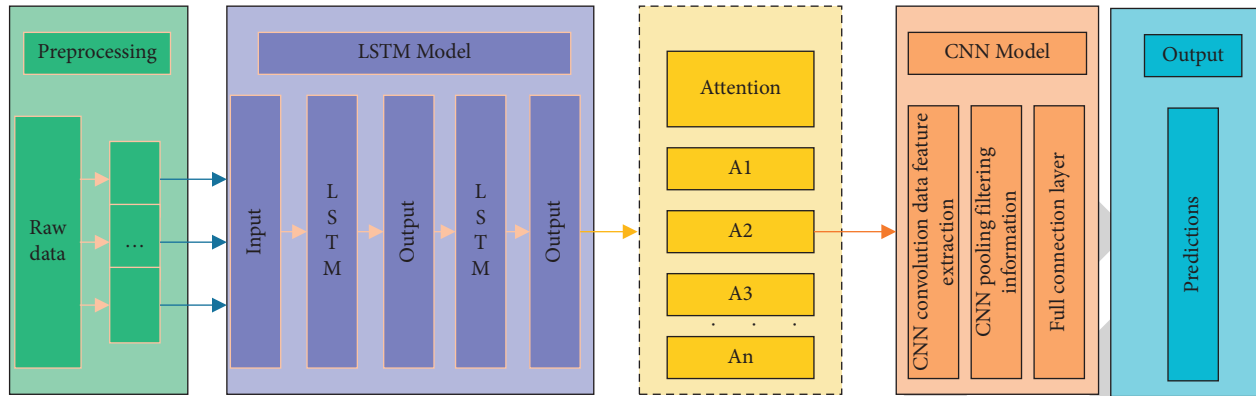 Preprocessing
Raw
data
...
LSTM Model
Input
L
S
T
M
Output
L
S
T
M
Output
Attention
A1
A2
A3
. . . .
An
CNN Model
CNN convolution data feature
extraction
CNN pooling filtering
information
Full connection layer
Output
Predictions